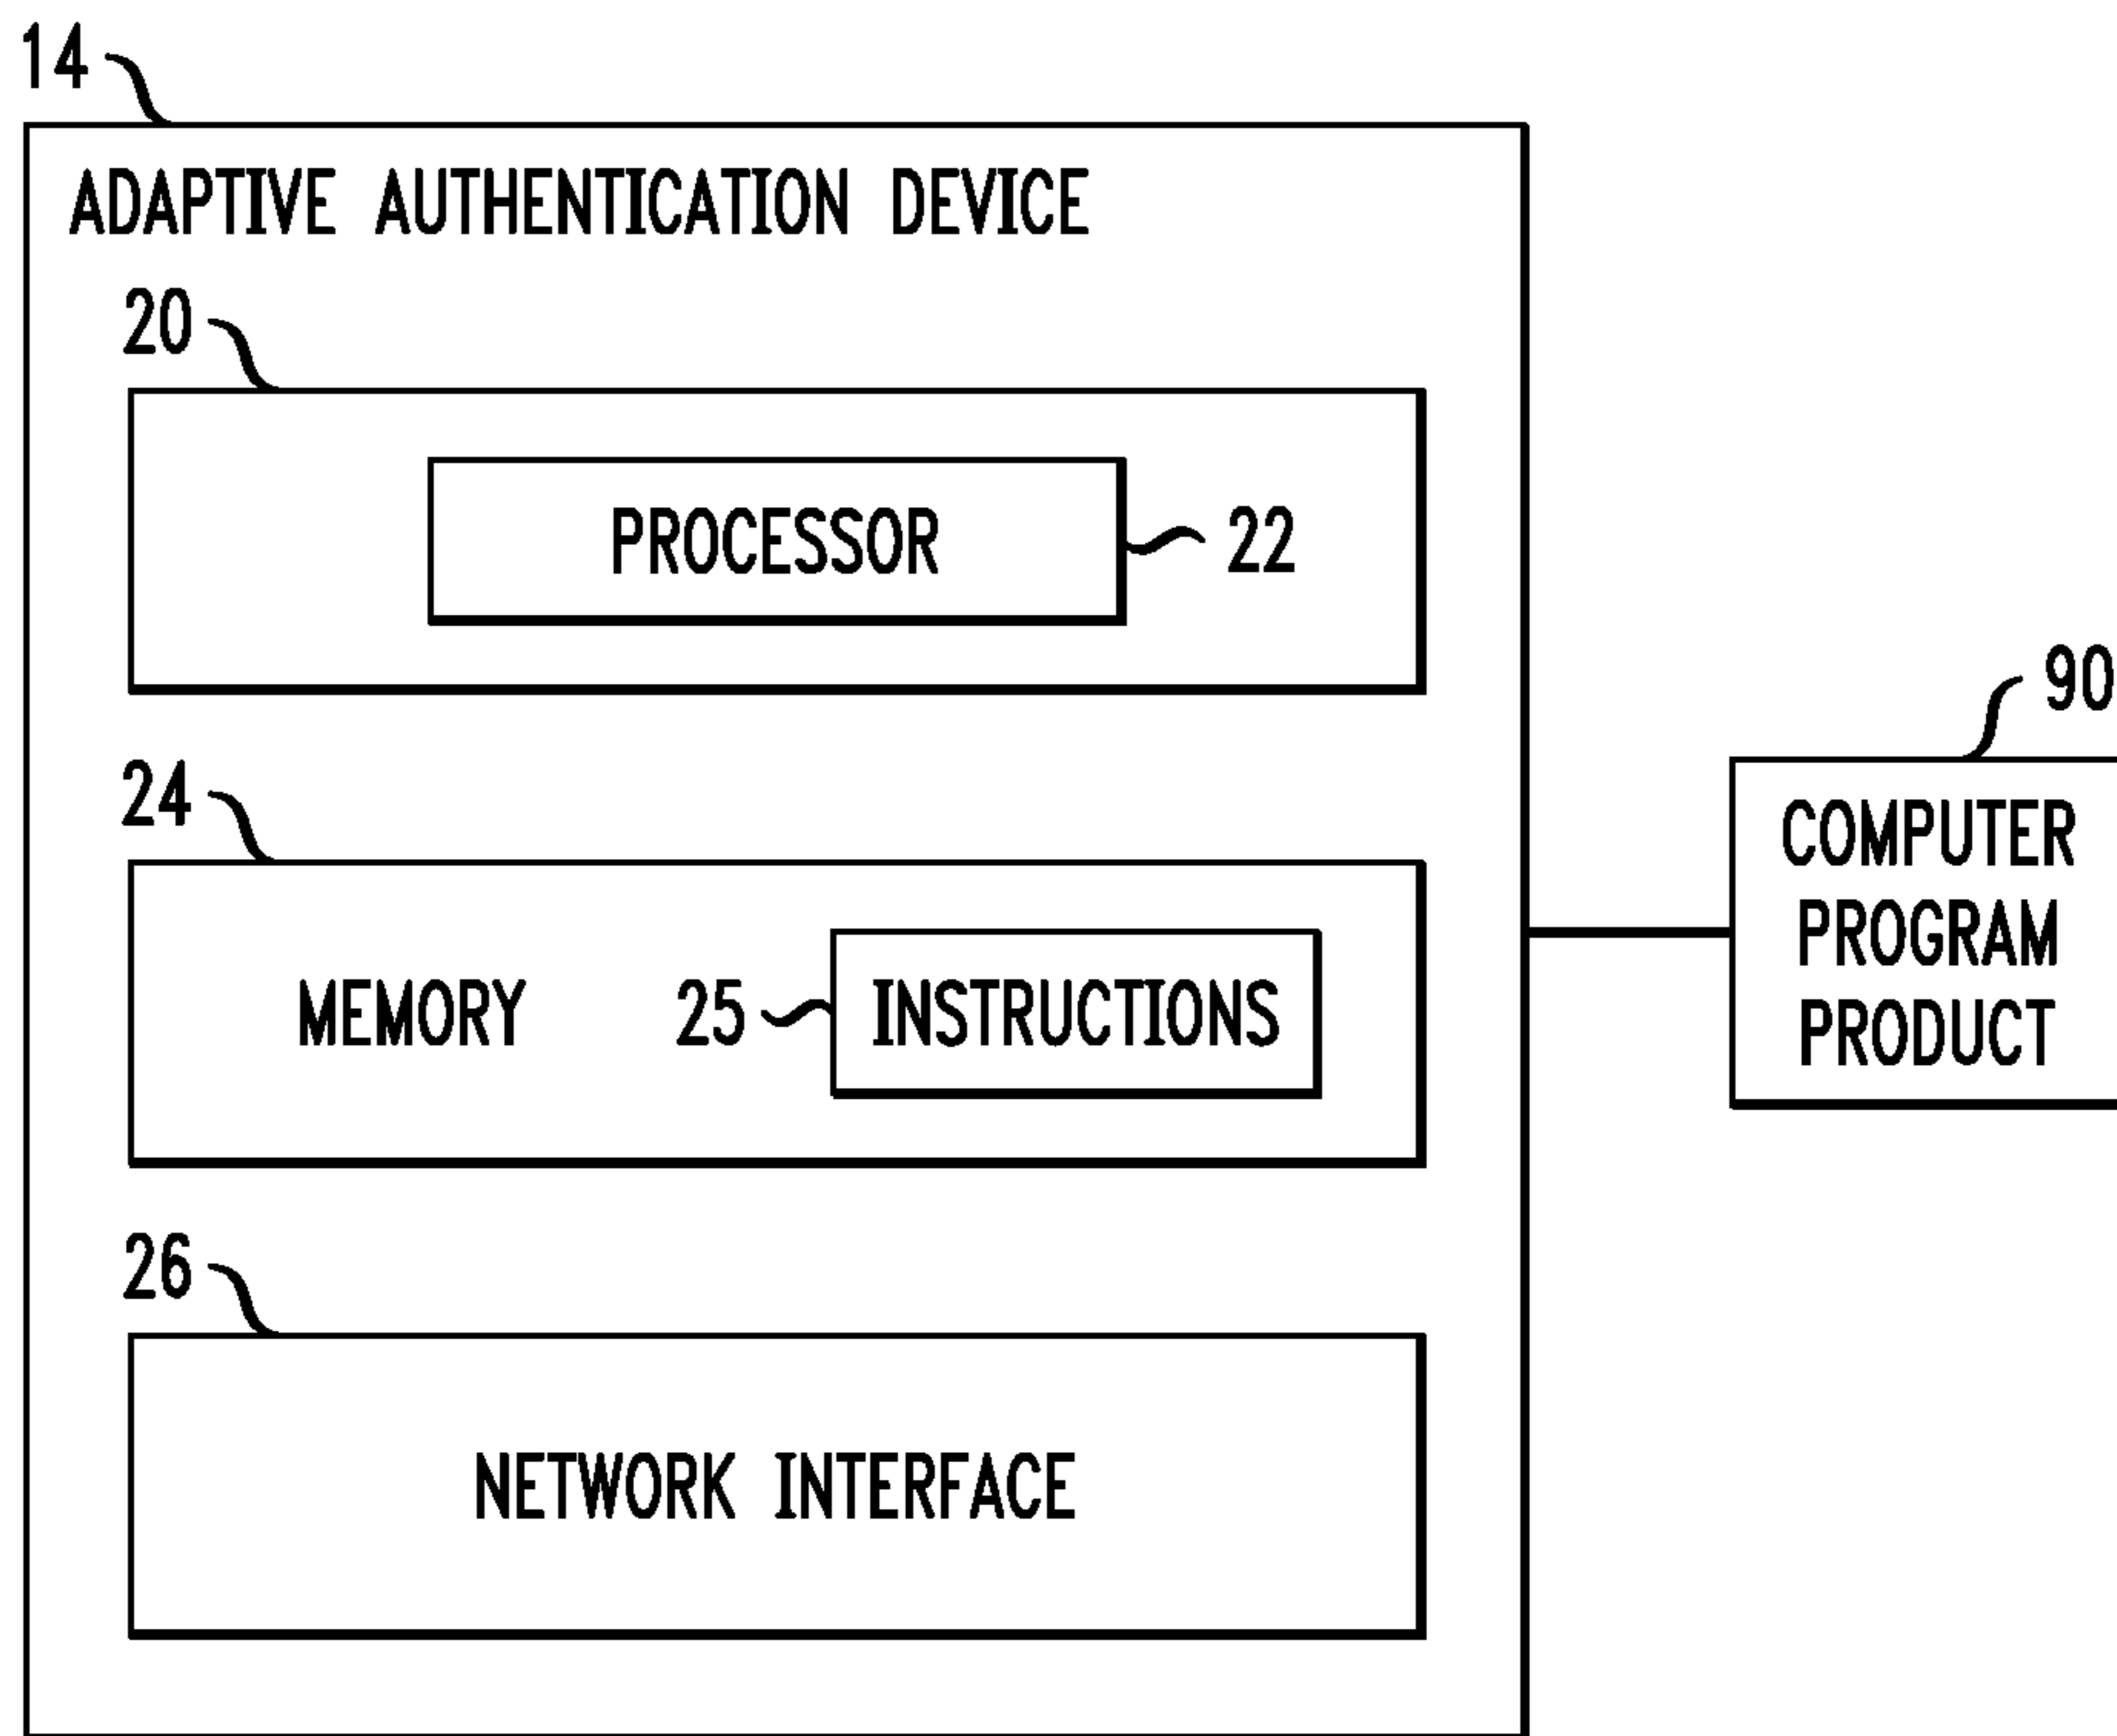 14
ADAPTIVE AUTHENTICATION DEVICE
20
PROCESSOR
22
90
24
COMPUTER
PROGRAM
PRODUCT
MEMORY
25
INSTRUCTIONS
26
NETWORK INTERFACE